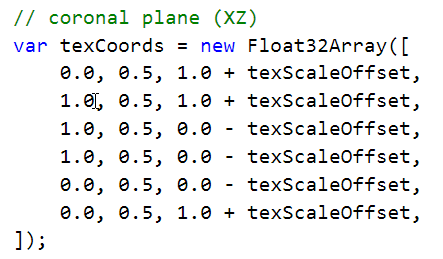 // coronal plane (XZ)
var texCoords = new Float32Array([
0.0, 0.5, 1.0 + texScaleOffset,
1.0, 0.5, 1.0 + texScaleOffset,
1.0, 0.5, 0.0 - texScaleOffset,
1.0, 0.5, 0.0 - texScaleOffset,
0.0, 0.5, 0.0 - texScaleOffset,
0.0, 0.5, 1.0 + texScaleOffset,
]);